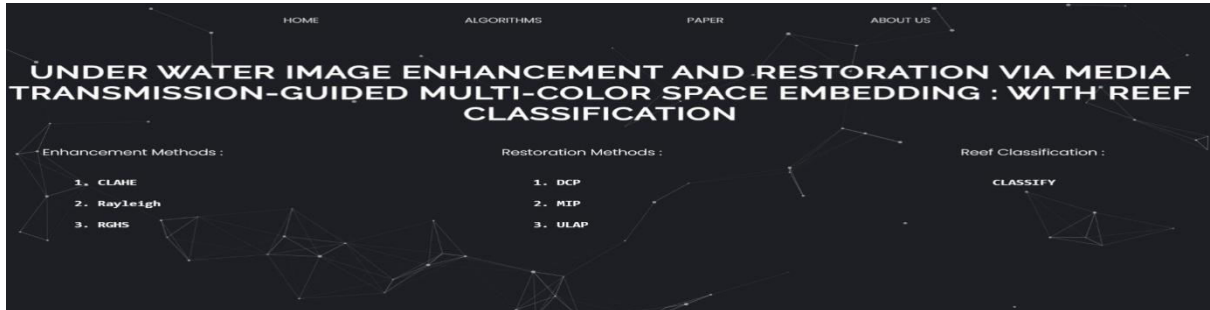 HOME ALGORITHMS PAPER ABOUT US
UNDER WATER IMAGE ENHANCEMENT AND RESTORATION VIA MEDIA
TRANSMISSION-GUIDED MULTI-COLOR SPACE EMBEDDING : WITH REEF
CLASSIFICATION
Enhancement Methods :
1. CLAHE
2. Rayleigh
3. RGHS
Restoration Methods :
1. DCP
2. MIP
3. ULAP
Reef Classification :
CLASSIFY